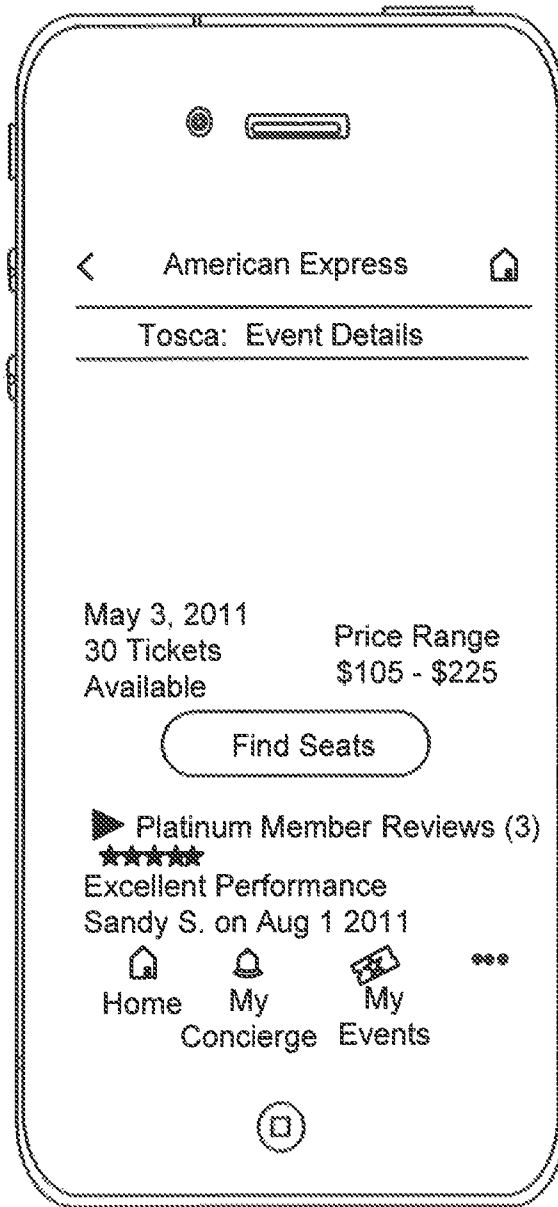 American Express
Tosca: Event Details
May 3, 2011
30 Tickets
Available
Price Range
$105 - $225
Find Seats
Platinum Member Reviews (3)
Excellent Performance
Sandy S. on Aug 1 2011
Home
My
Concierge
My
Events